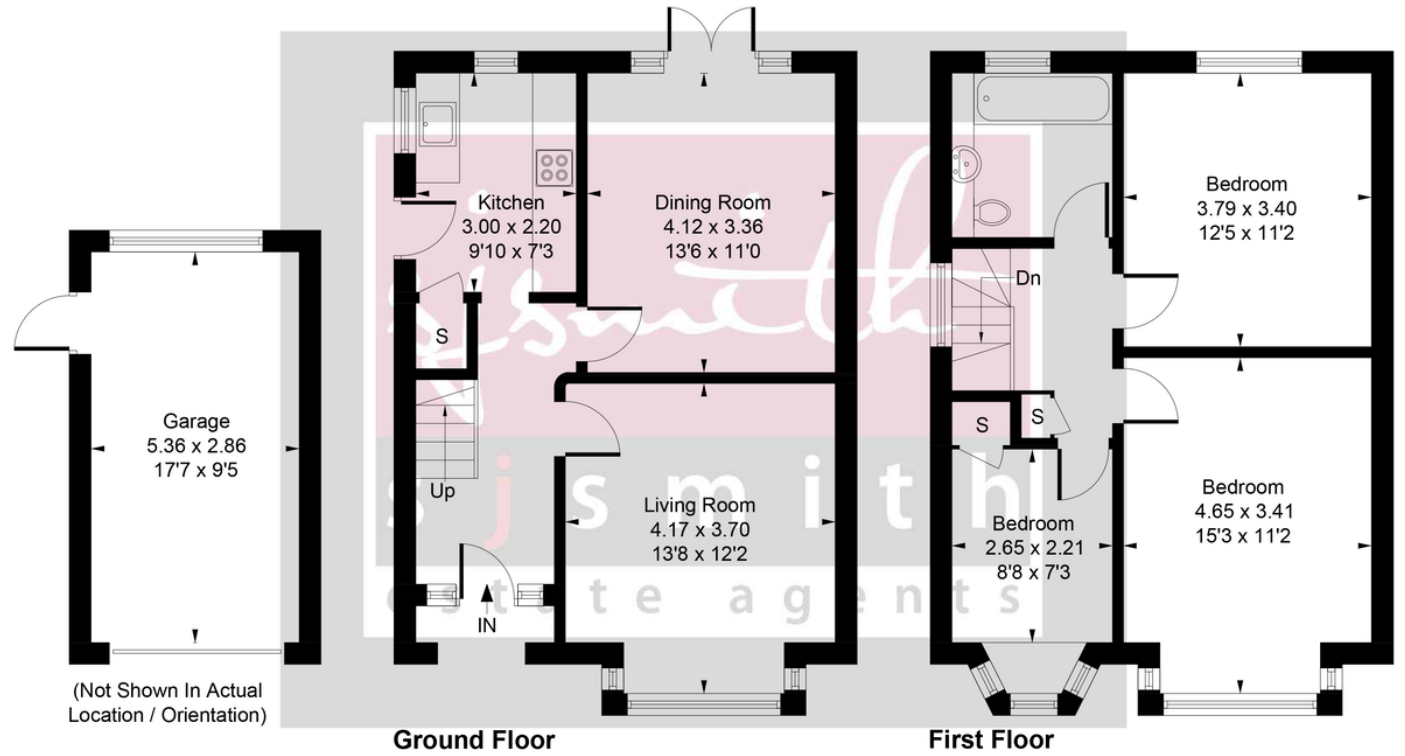 Kitchen
3.00 x 2.20
9'10 x 7'3
Dining Room
4.12 x 3.36
13'6 x 11'0
Bedroom
3.79 x 3.40
12'5 x 11'2
Dn
S
Garage
5.36 x 2.86
17'7 x 9'5
S
S
Up
Living Room
4.17 x 3.70
13'8 x 12'2
Bedroom
2.65 x 2.21
8'8 x 7'3
Bedroom
4.65 x 3.41
15'3 x 11'2
IN
sjsmith
sjsmith
estate agents
(Not Shown In Actual
Location / Orientation)
Ground Floor
First Floor